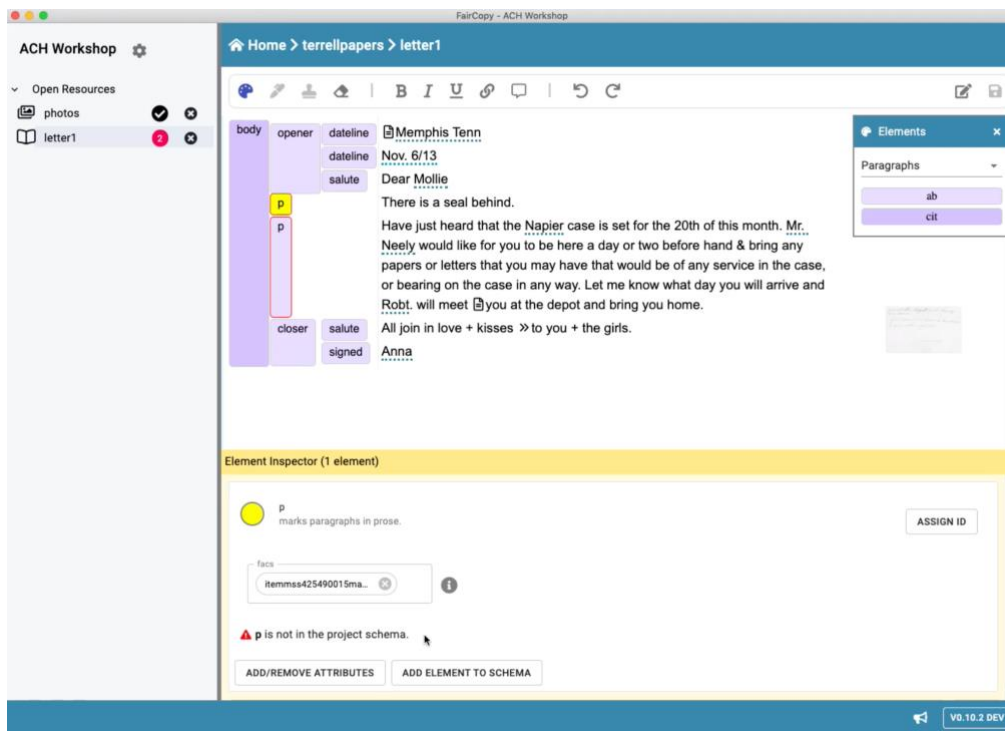 FairCopy - ACH Workshop
ACH Workshop
Home > terrellpapers > letter1
Open Resources
photos
letter1 2
B I U
body opener dateline Memphis Tenn
dateline Nov. 6/13
salute Dear Mollie
p There is a seal behind.
p Have just heard that the Napier case is set for the 20th of this month. Mr.
Neely would like for you to be here a day or two before hand & bring any
papers or letters that you may have that would be of any service in the case,
or bearing on the case in any way. Let me know what day you will arrive and
Robt. will meet you at the depot and bring you home.
closer salute All join in love + kisses » to you + the girls.
signed Anna
Elements ×
Paragraphs
ab
cit
Element Inspector (1 element)
p
marks paragraphs in prose.
ASSIGN ID
facs
itemmss425490015ma...
p is not in the project schema.
ADD/REMOVE ATTRIBUTES ADD ELEMENT TO SCHEMA
V0.10.2 DEV